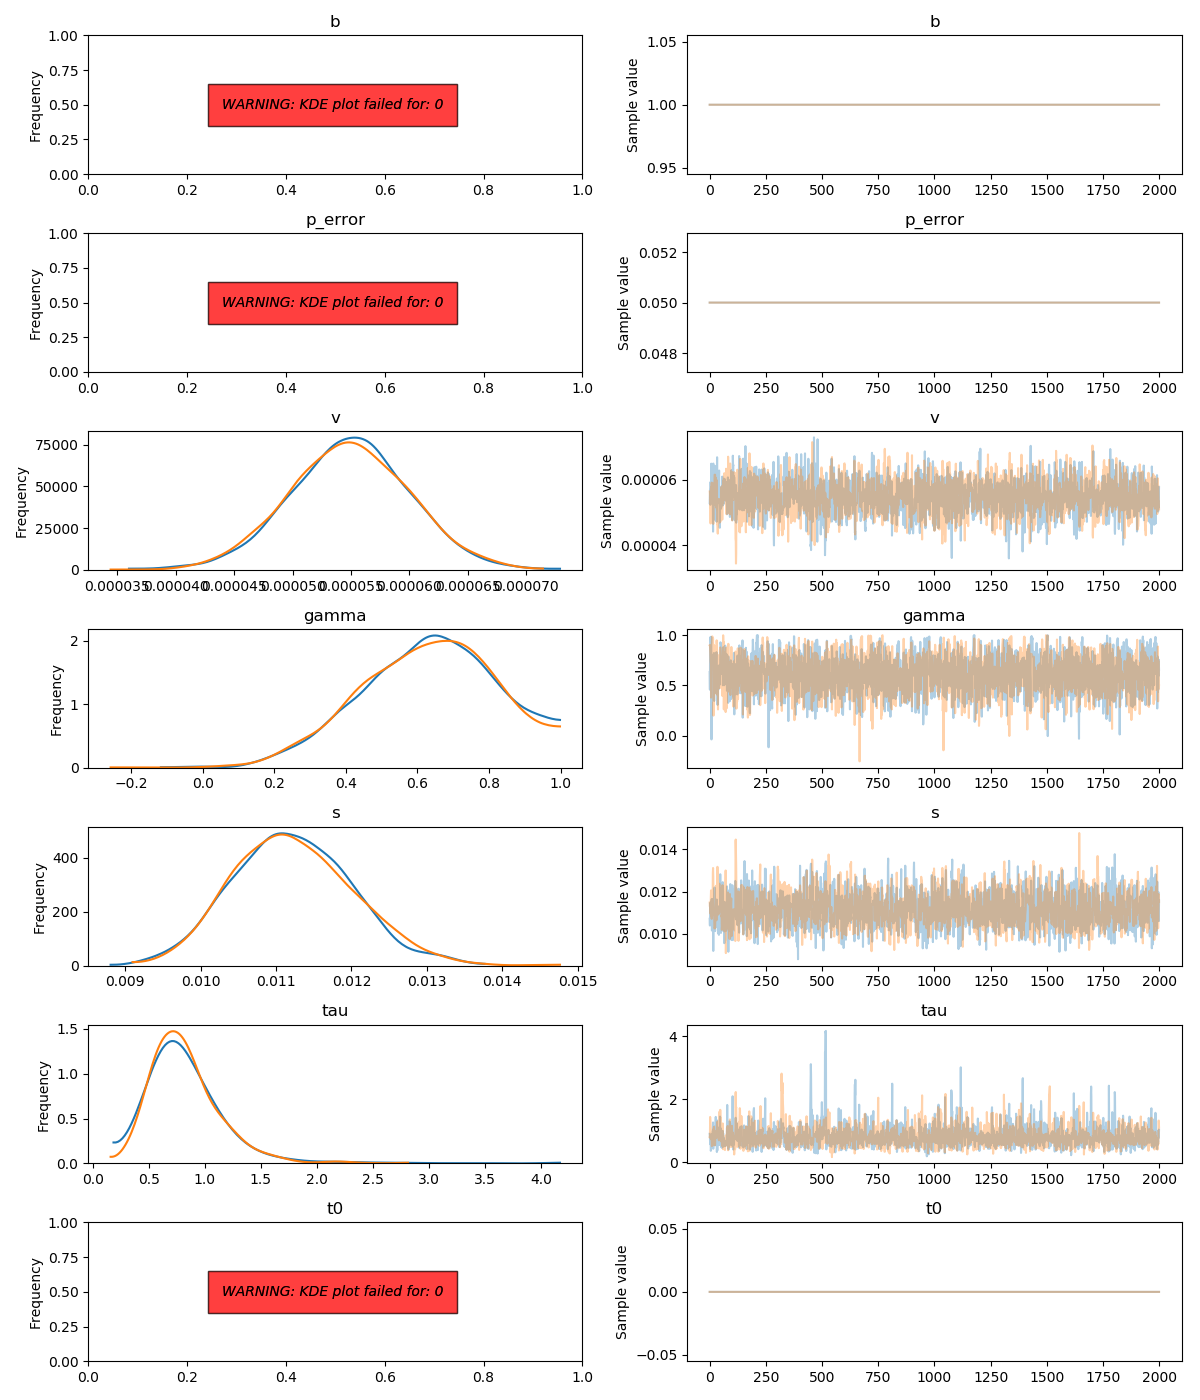 b
1.00
0.75
0.50
0.25
0.00
Frequency
WARNING: KDE plot failed for: 0
0.0 0.2 0.4 0.6 0.8 1.0
b
1.05
1.00
0.95
Sample value
0 250 500 750 1000 1250 1500 1750 2000
p_error
1.00
0.75
0.50
0.25
0.00
Frequency
WARNING: KDE plot failed for: 0
0.0 0.2 0.4 0.6 0.8 1.0
p_error
0.052
0.050
0.048
Sample value
0 250 500 750 1000 1250 1500 1750 2000
v
75000
50000
25000
0
Frequency
0.000035 0.000040 0.000045 0.000050 0.000055 0.000060 0.000065 0.000070
v
0.00006
0.00004
Sample value
0 250 500 750 1000 1250 1500 1750 2000
gamma
2
1
0
Frequency
−0.2 0.0 0.2 0.4 0.6 0.8 1.0
gamma
1.0
0.5
0.0
Sample value
0 250 500 750 1000 1250 1500 1750 2000
s
400
200
0
Frequency
0.009 0.010 0.011 0.012 0.013 0.014 0.015
s
0.014
0.012
0.010
Sample value
0 250 500 750 1000 1250 1500 1750 2000
tau
1.5
1.0
0.5
0.0
Frequency
0.0 0.5 1.0 1.5 2.0 2.5 3.0 3.5 4.0
tau
4
2
0
Sample value
0 250 500 750 1000 1250 1500 1750 2000
t0
1.00
0.75
0.50
0.25
0.00
Frequency
WARNING: KDE plot failed for: 0
0.0 0.2 0.4 0.6 0.8 1.0
t0
0.05
0.00
−0.05
Sample value
0 250 500 750 1000 1250 1500 1750 2000